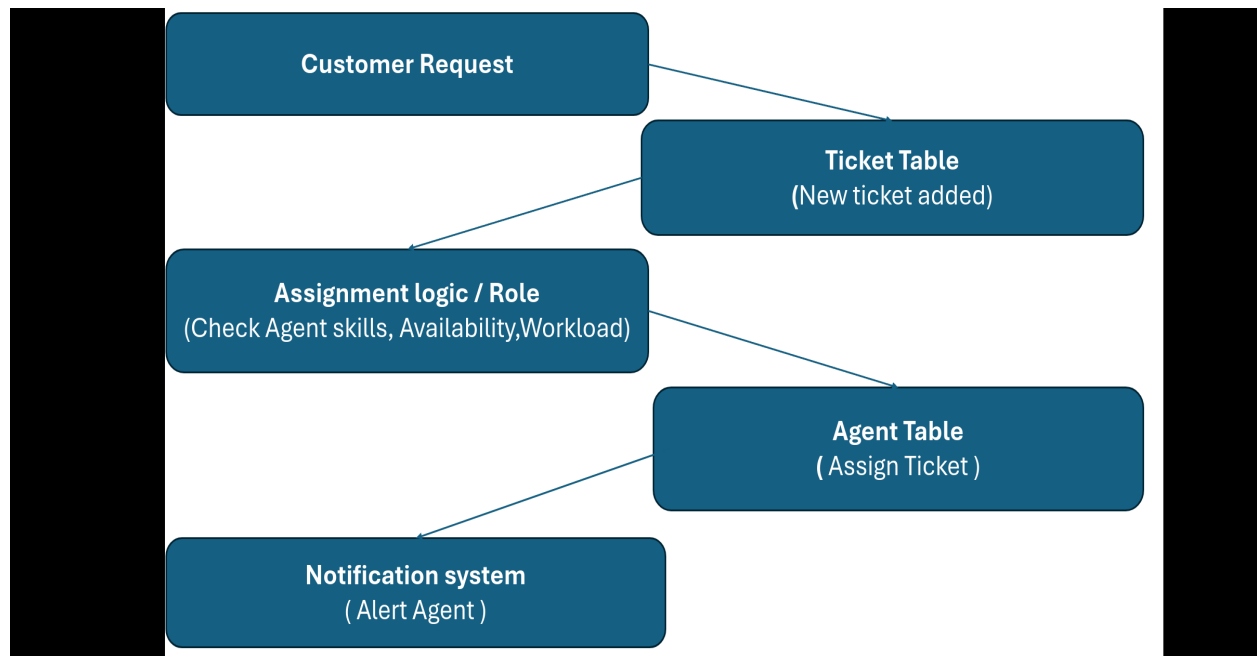 Customer Request
Ticket Table
(New ticket added)
Assignment logic / Role
(Check Agent skills, Availability,Workload)
Agent Table
( Assign Ticket )
Notification system
( Alert Agent )